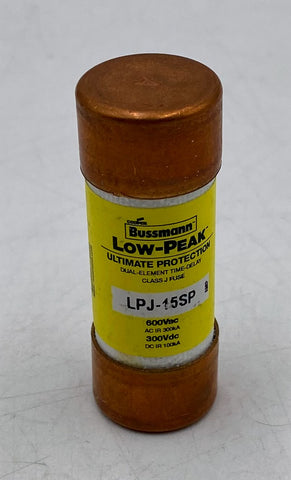 Bussmann
LOW-PEAK
ULTIMATE PROTECTION
DUAL-ELEMENT TIME-DELAY
CLASS J FUSE
LPJ-15SP
600Vac
AC IR 300kA
300Vdc
DC IR 100kA